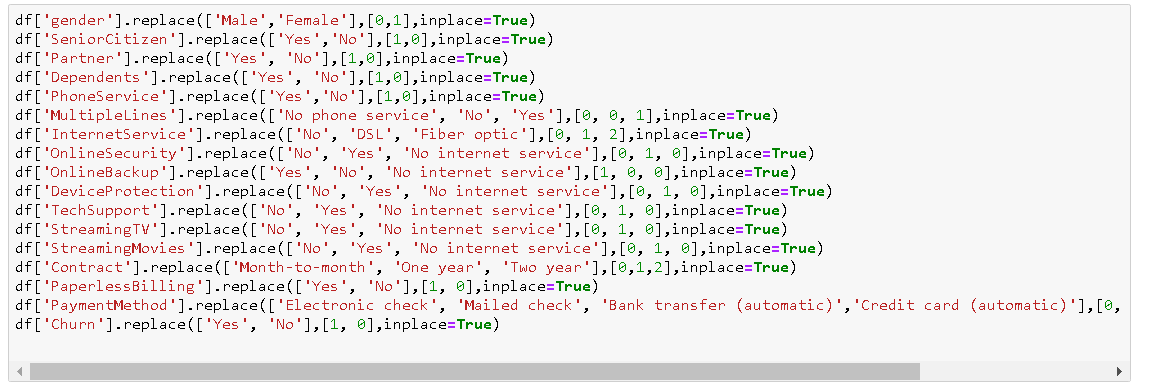 df['gender'].replace(['Male','Female'],[0,1],inplace=True)
df['SeniorCitizen'].replace(['Yes','No'],[1,0],inplace=True)
df['Partner'].replace(['Yes', 'No'],[1,0],inplace=True)
df['Dependents'].replace(['Yes', 'No'],[1,0],inplace=True)
df['PhoneService'].replace(['Yes','No'],[1,0],inplace=True)
df['MultipleLines'].replace(['No phone service', 'No', 'Yes'],[0, 0, 1],inplace=True)
df['InternetService'].replace(['No', 'DSL', 'Fiber optic'],[0, 1, 2],inplace=True)
df['OnlineSecurity'].replace(['No', 'Yes', 'No internet service'],[0, 1, 0],inplace=True)
df['OnlineBackup'].replace(['Yes', 'No', 'No internet service'],[1, 0, 0],inplace=True)
df['DeviceProtection'].replace(['No', 'Yes', 'No internet service'],[0, 1, 0],inplace=True)
df['TechSupport'].replace(['No', 'Yes', 'No internet service'],[0, 1, 0],inplace=True)
df['StreamingTV'].replace(['No', 'Yes', 'No internet service'],[0, 1, 0],inplace=True)
df['StreamingMovies'].replace(['No', 'Yes', 'No internet service'],[0, 1, 0],inplace=True)
df['Contract'].replace(['Month-to-month', 'One year', 'Two year'],[0,1,2],inplace=True)
df['PaperlessBilling'].replace(['Yes', 'No'],[1, 0],inplace=True)
df['PaymentMethod'].replace(['Electronic check', 'Mailed check', 'Bank transfer (automatic)','Credit card (automatic)'],[0,
df['Churn'].replace(['Yes', 'No'],[1, 0],inplace=True)